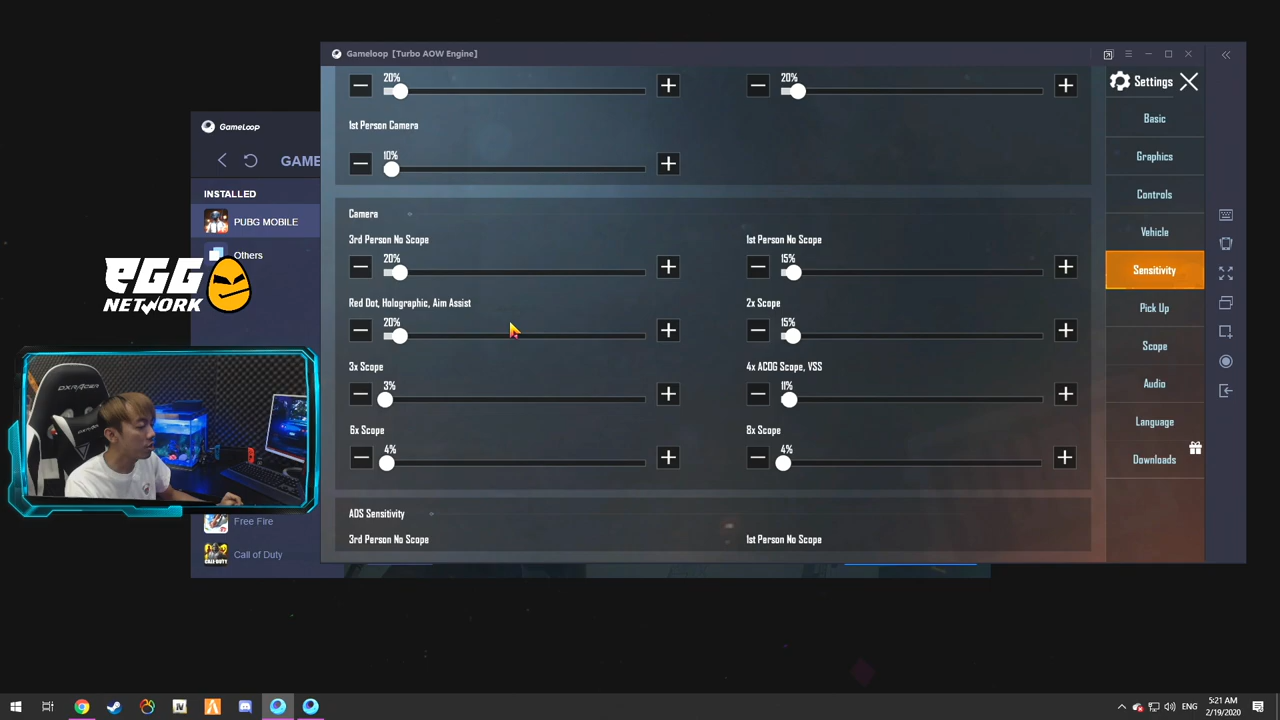 Gameloop [Turbo AOW Engine]
20%
20%
1st Person Camera
10%
Camera
3rd Person No Scope
20%
1st Person No Scope
15%
Red Dot, Holographic, Aim Assist
20%
2x Scope
15%
3x Scope
3%
4x ACOG Scope, VSS
11%
6x Scope
4%
8x Scope
4%
ADS Sensitivity
3rd Person No Scope
1st Person No Scope
Settings
Basic
Graphics
Controls
Vehicle
Sensitivity
Pick Up
Scope
Audio
Language
Downloads
GameLoop
GAME
INSTALLED
PUBG MOBILE
Others
EGG
NETWORK
DXRACER
Free Fire
Call of Duty
ENG
5:21 AM
2/19/2020